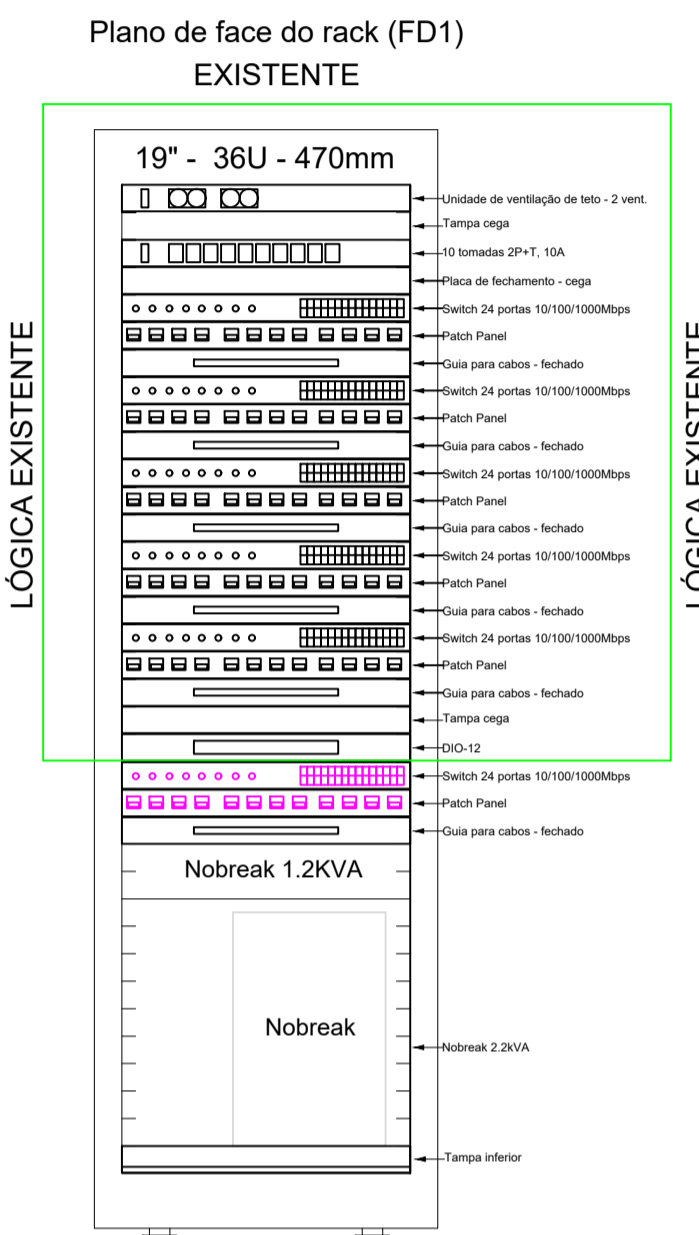 Plano de face do rack (FD1)
EXISTENTE
19" - 36U - 470mm
LÓGICA EXISTENTE
LÓGICA EXISTENTE
Unidade de ventilação de teto - 2 vent.
Tampa cega
10 tomadas 2P+T, 10A
Placa de fechamento - cega
Switch 24 portas 10/100/1000Mbps
Patch Panel
Guia para cabos - fechado
Switch 24 portas 10/100/1000Mbps
Patch Panel
Guia para cabos - fechado
Switch 24 portas 10/100/1000Mbps
Patch Panel
Guia para cabos - fechado
Switch 24 portas 10/100/1000Mbps
Patch Panel
Guia para cabos - fechado
Switch 24 portas 10/100/1000Mbps
Patch Panel
Guia para cabos - fechado
Tampa cega
DIO-12
Switch 24 portas 10/100/1000Mbps
Patch Panel
Guia para cabos - fechado
Nobreak 1.2KVA
Nobreak
Nobreak 2.2kVA
Tampa inferior